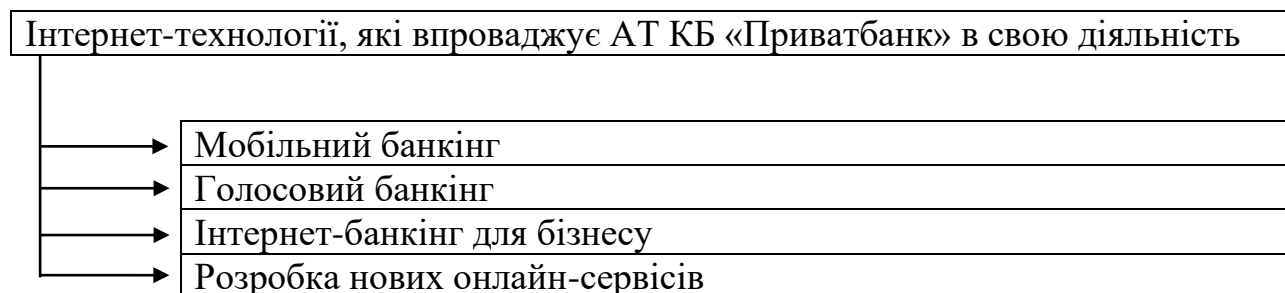 Інтернет-технології, які впроваджує АТ КБ «Приватбанк» в свою діяльність
Мобільний банкінг
Голосовий банкінг
Інтернет-банкінг для бізнесу
Розробка нових онлайн-сервісів